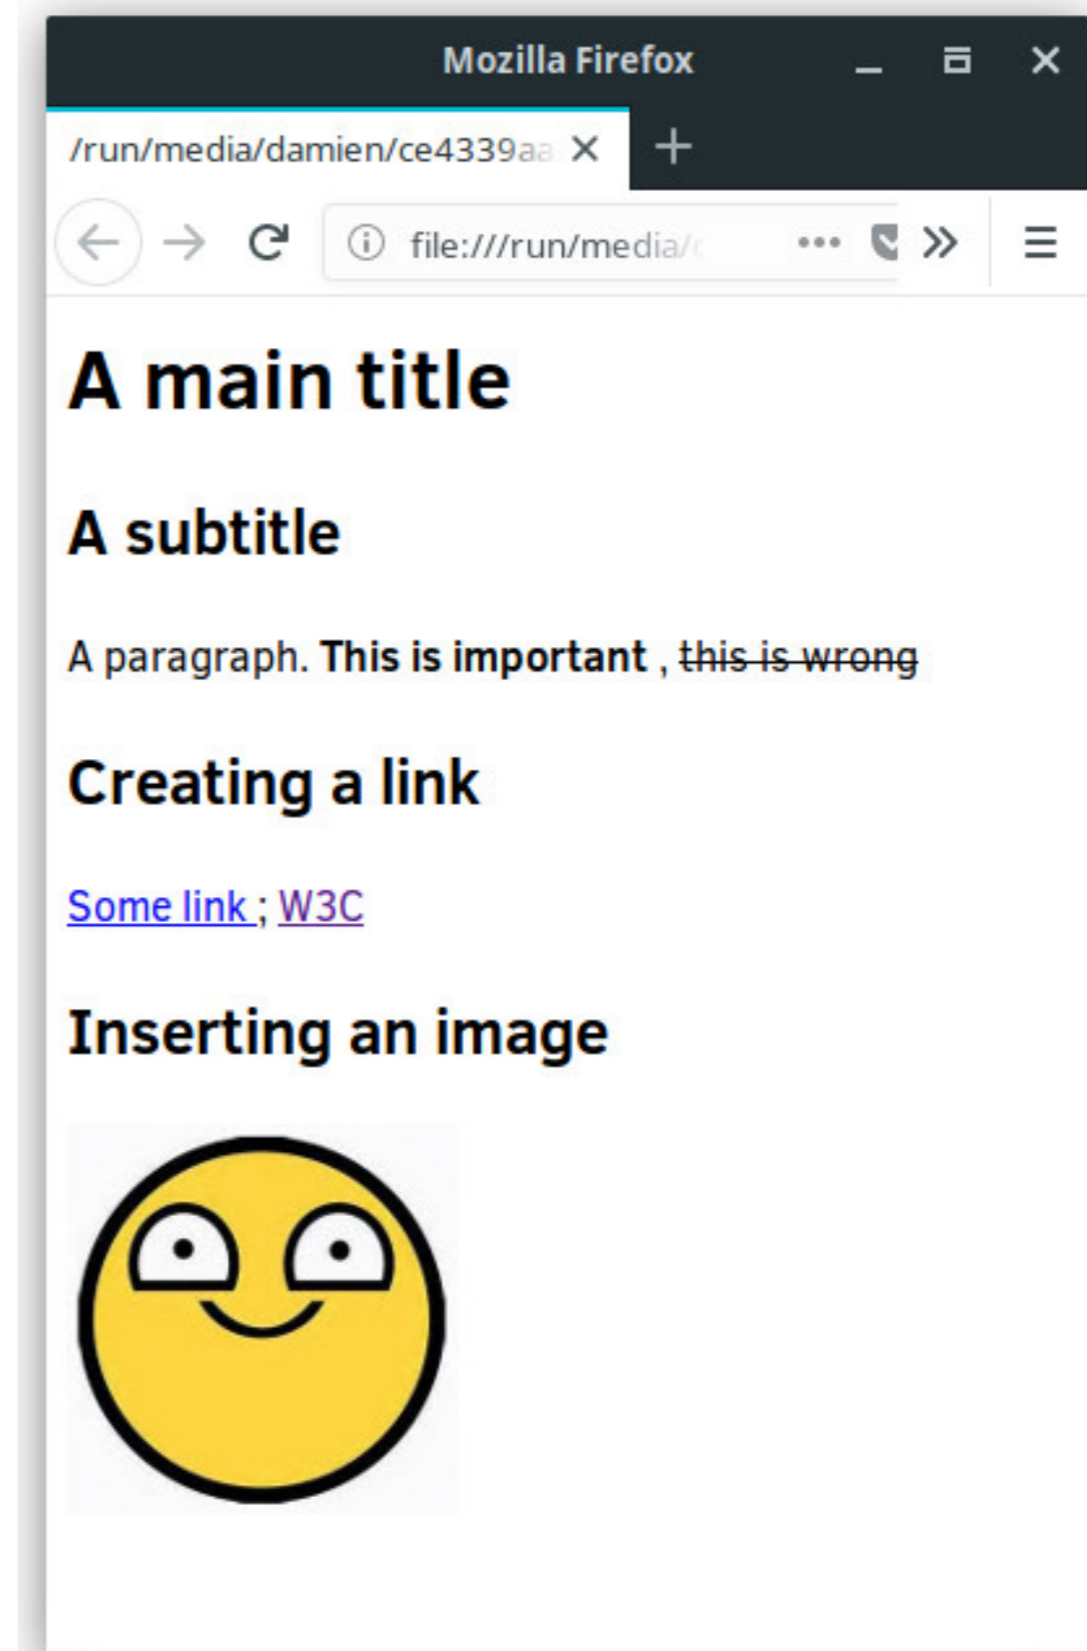 Mozilla Firefox
/run/media/damien/ce4339aa
file:///run/media/
A main title
A subtitle
A paragraph. This is important , this is wrong
Creating a link
Some link ; W3C
Inserting an image